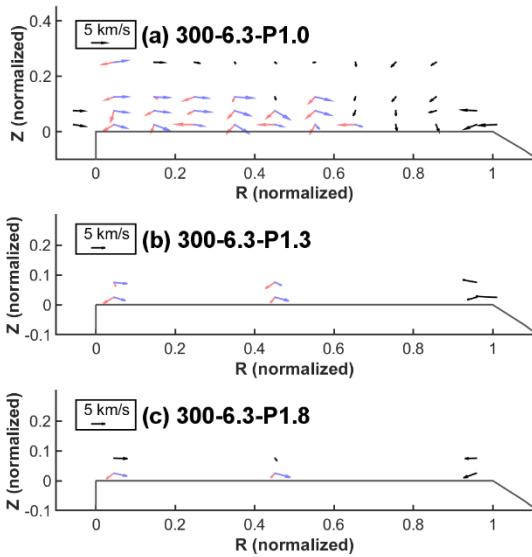 5 km/s
(a) 300-6.3-P1.0
Z (normalized)
0.4
0.2
0
0 0.2 0.4 0.6 0.8 1
R (normalized)
5 km/s
(b) 300-6.3-P1.3
Z (normalized)
0.2
0.1
0
-0.1
0 0.2 0.4 0.6 0.8 1
R (normalized)
5 km/s
(c) 300-6.3-P1.8
Z (normalized)
0.2
0.1
0
-0.1
0 0.2 0.4 0.6 0.8 1
R (normalized)